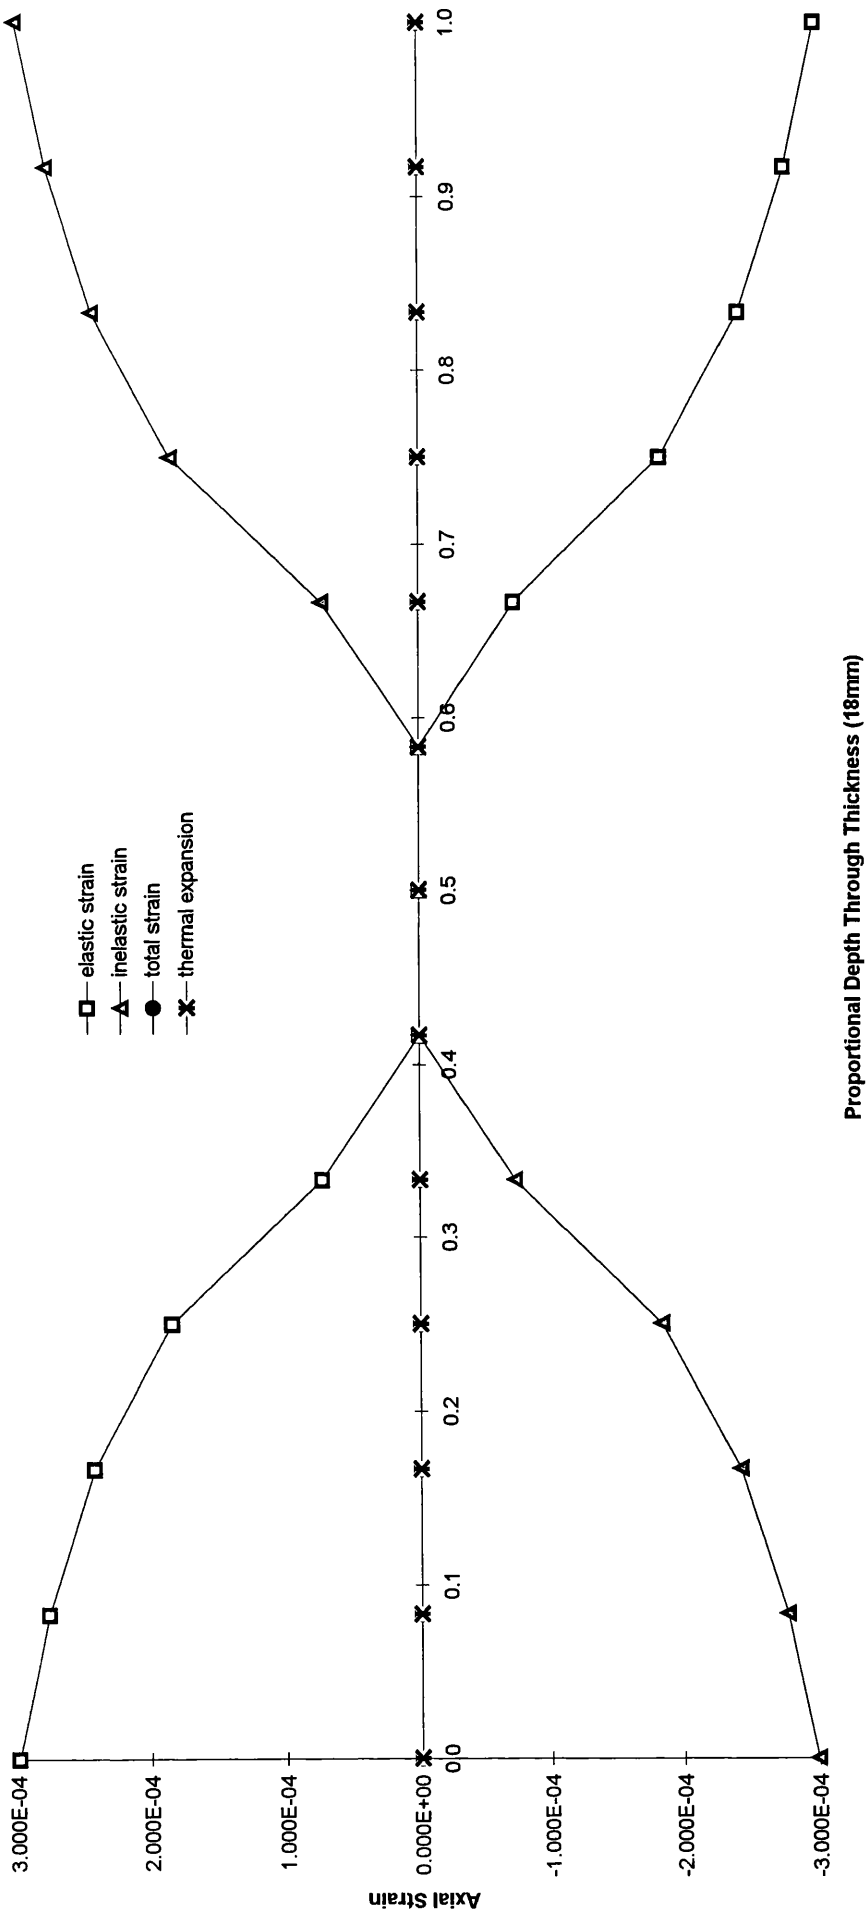 3.000E-04
2.000E-04
1.000E-04
0.000E+00
-1.000E-04
-2.000E-04
-3.000E-04
Axial Strain
0.0
0.1
0.2
0.3
0.4
0.5
0.6
0.7
0.8
0.9
1.0
elastic strain
inelastic strain
total strain
thermal expansion
Proportional Depth Through Thickness (18mm)